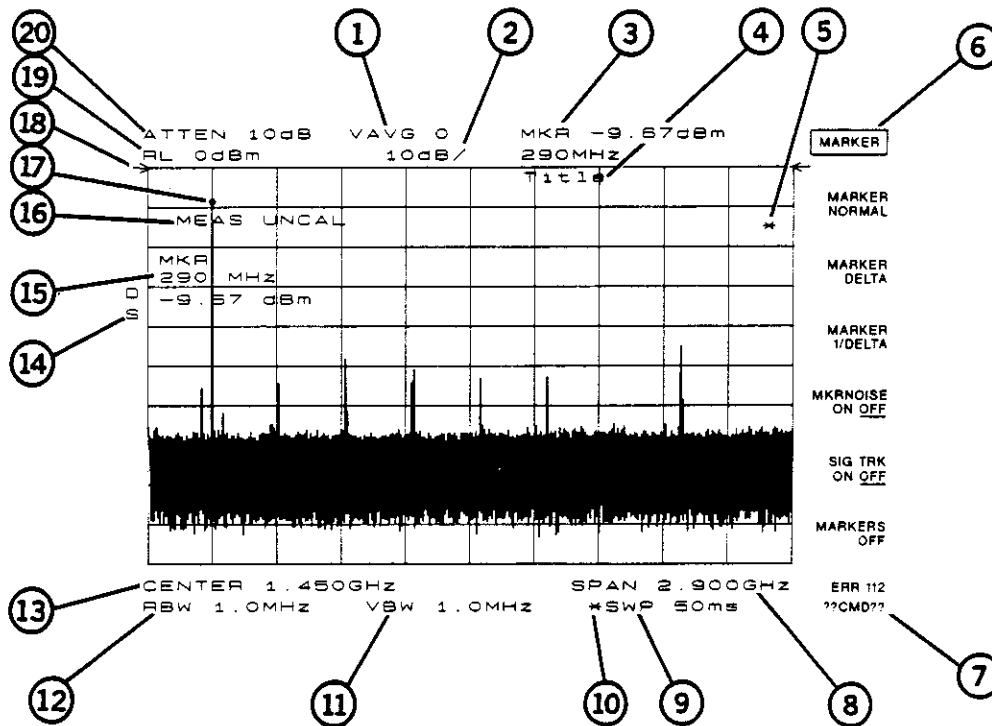 20 1 2 3 4 5 6
19
18
17
16
15
14
13
12 11 10 9 8 7
ATTEN 10dB VAVG 0 MKR -9.67dBm
RL 0dBm 10dB/ 290MHz
Title
MEAS UNCAL
*
MKR
290 MHz
-9.67 dBm
D
S
CENTER 1.450GHz SPAN 2.900GHz
RBW 1.0MHz VBW 1.0MHz *SWP 50ms
MARKER
MARKER
NORMAL
MARKER
DELTA
MARKER
1/DELTA
MKRNOISE
ON OFF
SIG TRK
ON OFF
MARKERS
OFF
ERR 112
??CMD??